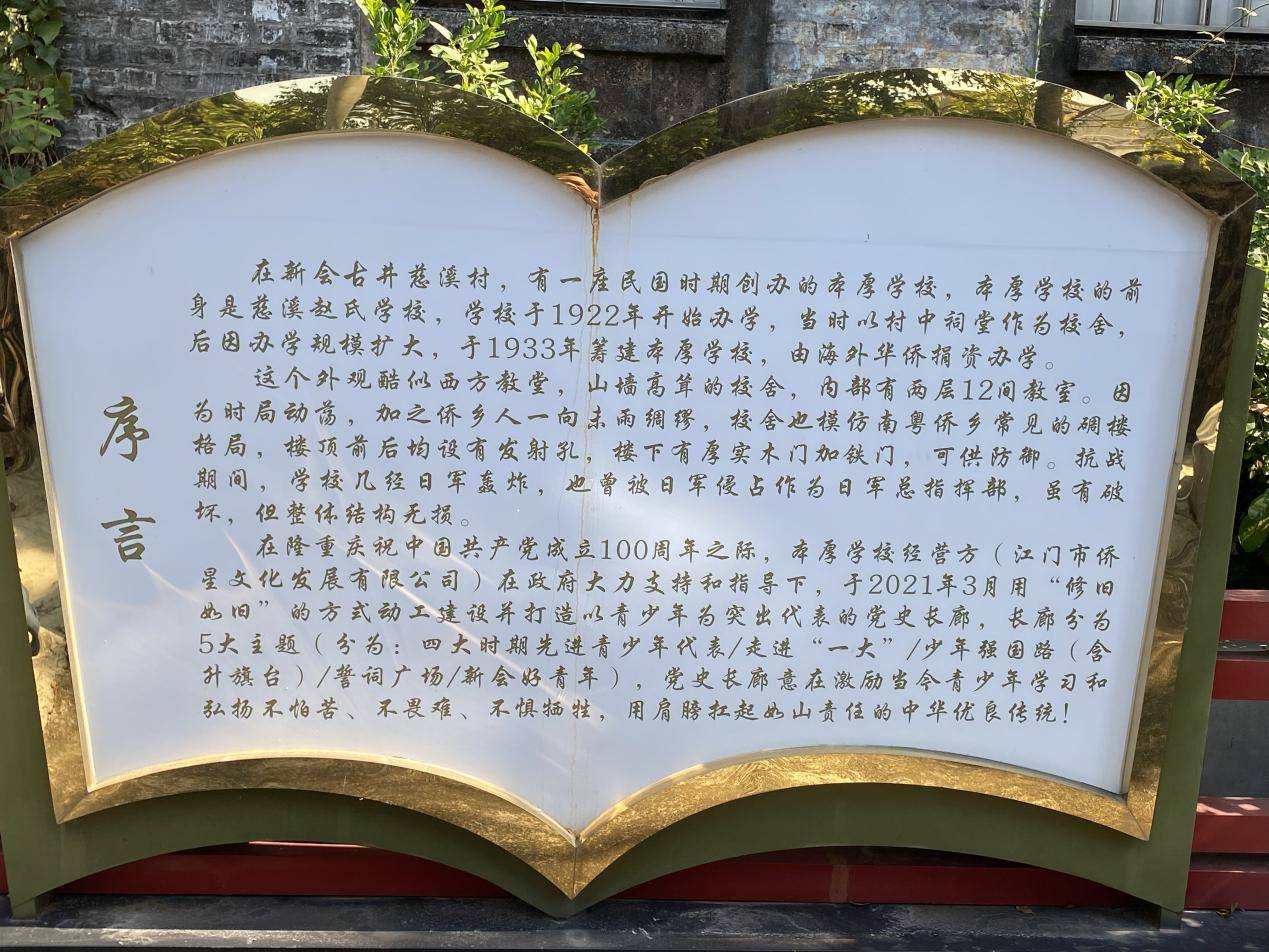 序言
在新会古井慈溪村，有一座民国时期创办的本厚学校，本厚学校的前
身是慈溪赵氏学校，学校于1922年开始办学，当时以村中祠堂作为校舍，
后因办学规模扩大，于1933年筹建本厚学校，由海外华侨捐资办学。
这个外观酷似西方教堂，山墙高耸的校舍，内部有两层12间教室。因
为时局动荡，加之侨乡人一向未雨绸缪，校舍也模仿南粤侨乡常见的碉楼
格局，楼顶前后均设有发射孔，楼下有厚实木门加铁门，可供防御。抗战
期间，学校几经日军轰炸，也曾被日军侵占作为日军总指挥部，虽有破
坏，但整体结构无损。
在隆重庆祝中国共产党成立100周年之际，本厚学校经营方（江门市侨
星文化发展有限公司）在政府大力支持和指导下，于2021年3月用“修旧
如旧”的方式动工建设并打造以青少年为突出代表的党史长廊，长廊分为
5大主题（分为：四大时期先进青少年代表/走进“一大”/少年强国路（含
升旗台）/誓词广场/新会好青年），党史长廊意在激励当今青少年学习和
弘扬不怕苦、不畏难、不惧牺牲，用肩膀扛起如山责任的中华优良传统！